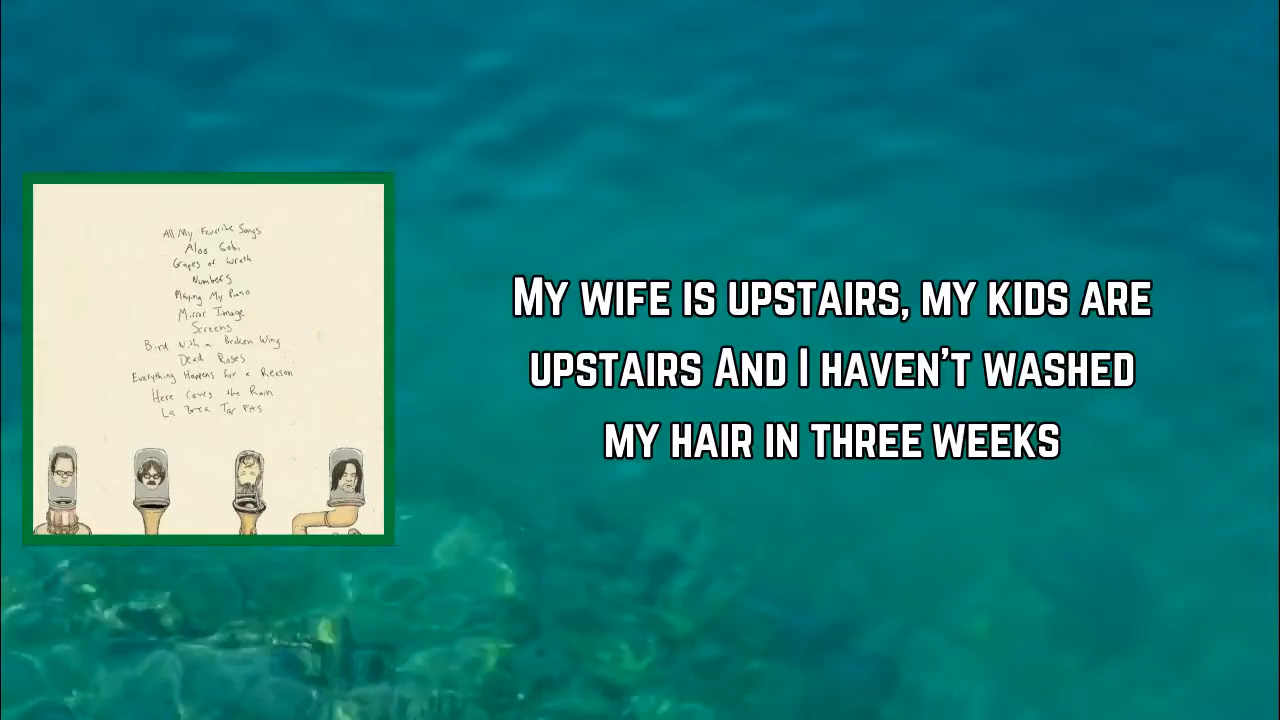 All My Favorite Songs
Aloo Gobi
Grapes of Wrath
Numbers
Playing My Piano
Mirror Image
Screens
Bird With a Broken Wing
Dead Roses
Everything Happens for a Reason
Here Comes the Rain
La Brea Tar Pits
MY WIFE IS UPSTAIRS, MY KIDS ARE
UPSTAIRS AND I HAVEN'T WASHED
MY HAIR IN THREE WEEKS